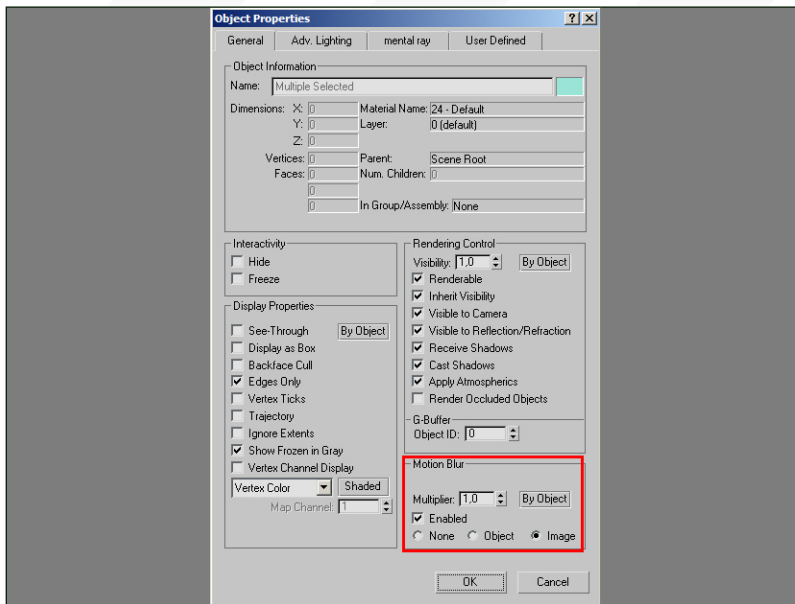 Object Properties
General Adv. Lighting mental ray User Defined
Object Information
Name: Multiple Selected
Dimensions: X: 0 Material Name: 24 - Default
Y: 0 Layer: 0 (default)
Z: 0
Vertices: 0 Parent: Scene Root
Faces: 0 Num. Children: 0
0
0 In Group/Assembly: None
Interactivity
Hide
Freeze
Display Properties
See-Through By Object
Display as Box
Backface Cull
Edges Only
Vertex Ticks
Trajectory
Ignore Extents
Show Frozen in Gray
Vertex Channel Display
Vertex Color Shaded
Map Channel: 1
Rendering Control
Visibility: 1,0 By Object
Renderable
Inherit Visibility
Visible to Camera
Visible to Reflection/Refraction
Receive Shadows
Cast Shadows
Apply Atmospherics
Render Occluded Objects
G-Buffer
Object ID: 0
Motion Blur
Multiplier: 1,0 By Object
Enabled
None Object Image
OK Cancel